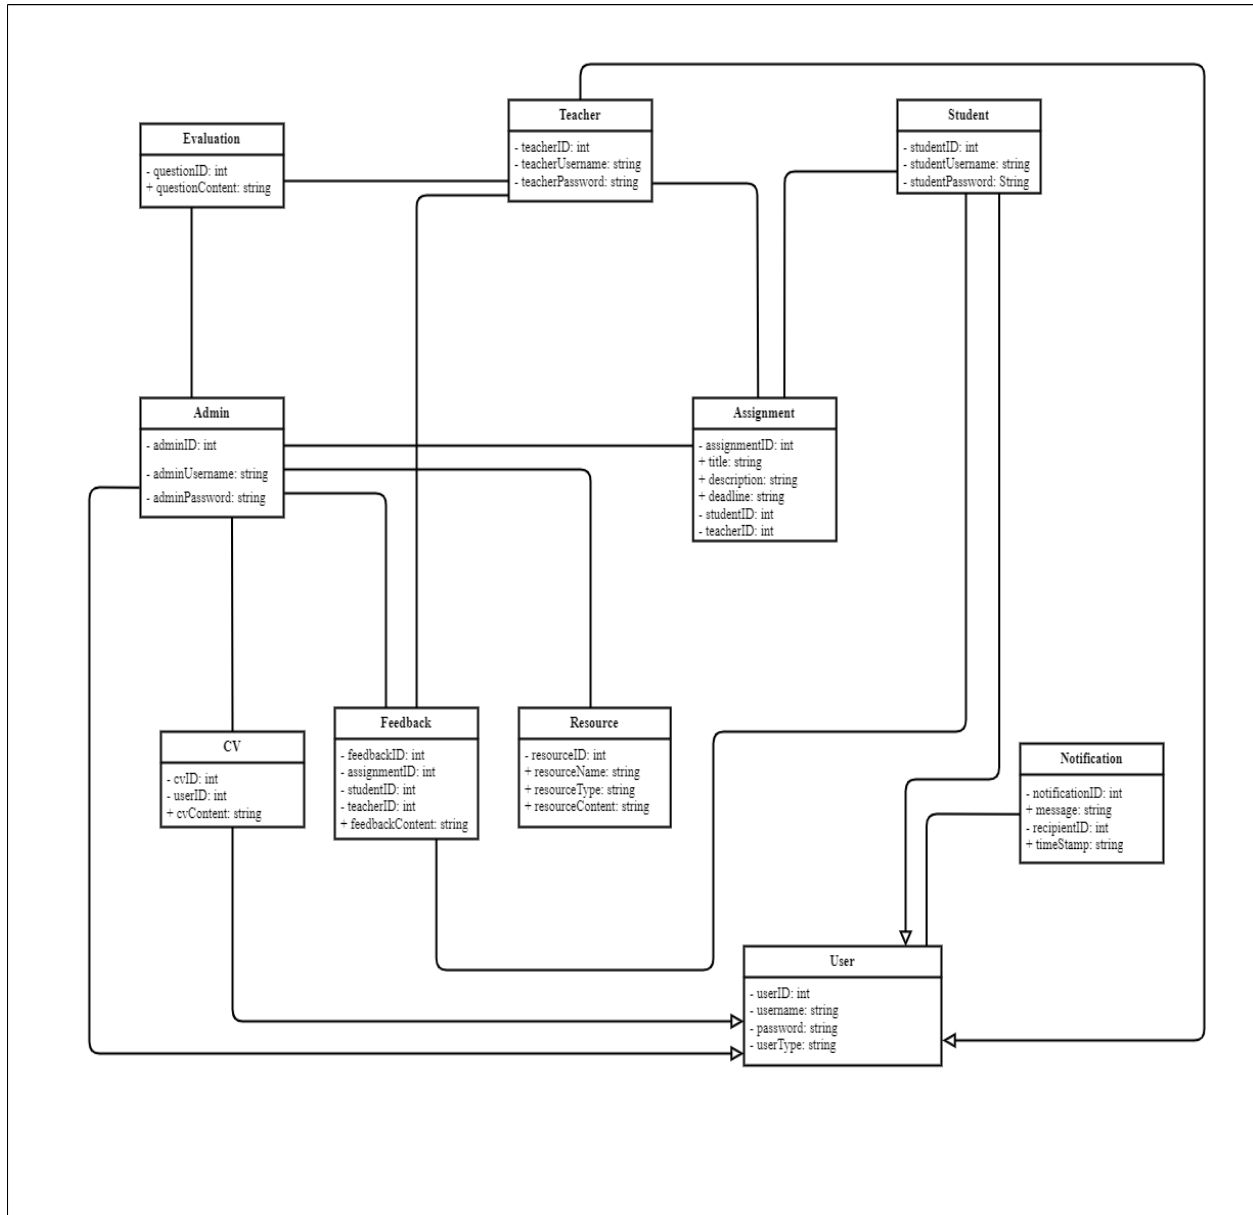 Teacher
- teacherID: int
- teacherUsername: string
- teacherPassword: string
Student
- studentID: int
- studentUsername: string
- studentPassword: String
Evaluation
- questionID: int
+ questionContent: string
Admin
- adminID: int
- adminUsername: string
- adminPassword: string
Assignment
- assignmentID: int
+ title: string
+ description: string
+ deadline: string
- studentID: int
- teacherID: int
CV
- cvID: int
- userID: int
+ cvContent: string
Feedback
- feedbackID: int
- assignmentID: int
- studentID: int
- teacherID: int
+ feedbackContent: string
Resource
- resourceID: int
+ resourceName: string
+ resourceType: string
+ resourceContent: string
Notification
- notificationID: int
+ message: string
- recipientID: int
+ timeStamp: string
User
- userID: int
- username: string
- password: string
- userType: string